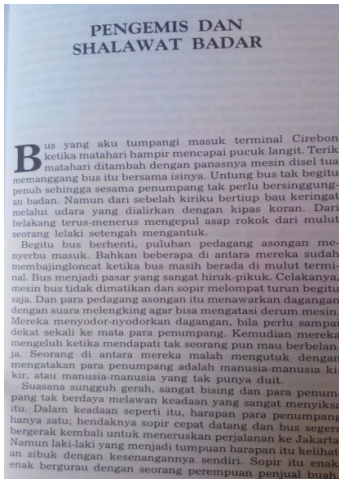 PENGEMIS DAN
SHALAWAT BADAR
Bus yang aku tumpangi masuk terminal Cirebon
ketika matahari hampir mencapai pucuk langit. Terik
matahari ditambah dengan panasnya mesin disel tua
memanggang bus itu bersama isinya. Untung bus tak begitu
penuh sehingga sesama penumpang tak perlu bersinggung-
an badan. Namun dari sebelah kiriku bertiup bau keringat
melalui udara yang dialirkan dengan kipas koran. Dari
belakang terus-menerus mengepul asap rokok dari mulut
seorang lelaki setengah mengantuk.
Begitu bus berhenti, puluhan pedagang asongan me-
nyerbu masuk. Bahkan beberapa di antara mereka sudah
membajingloncat ketika bus masih berada di mulut termi-
nal. Bus menjadi pasar yang sangat hiruk-pikuk. Celakanya,
mesin bus tidak dimatikan dan sopir melompat turun begitu
saja. Dan para pedagang asongan itu menawarkan dagangan
dengan suara melengking agar bisa mengatasi derum mesin.
Mereka menyodor-nyodorkan dagangan, bila perlu sampai
dekat sekali ke mata para penumpang. Kemudian mereka
mengeluh ketika mendapati tak seorang pun mau berbelan-
ja. Seorang di antara mereka malah mengutuk dengan
mengatakan para penumpang adalah manusia-manusia ki-
kir, atau manusia-manusia yang tak punya duit.
Suasana sungguh gerah, sangat bising dan para penum-
pang tak berdaya melawan keadaan yang sangat menyiksa
itu. Dalam keadaan seperti itu, harapan para penumpang
hanya satu; hendaknya sopir cepat datang dan bus segera
bergerak kembali untuk meneruskan perjalanan ke Jakarta.
Namun laki-laki yang menjadi tumpuan harapan itu kelihat-
an sibuk dengan kesenangannya sendiri. Sopir itu enak-
enak bergurau dengan seorang perempuan penjual buah.